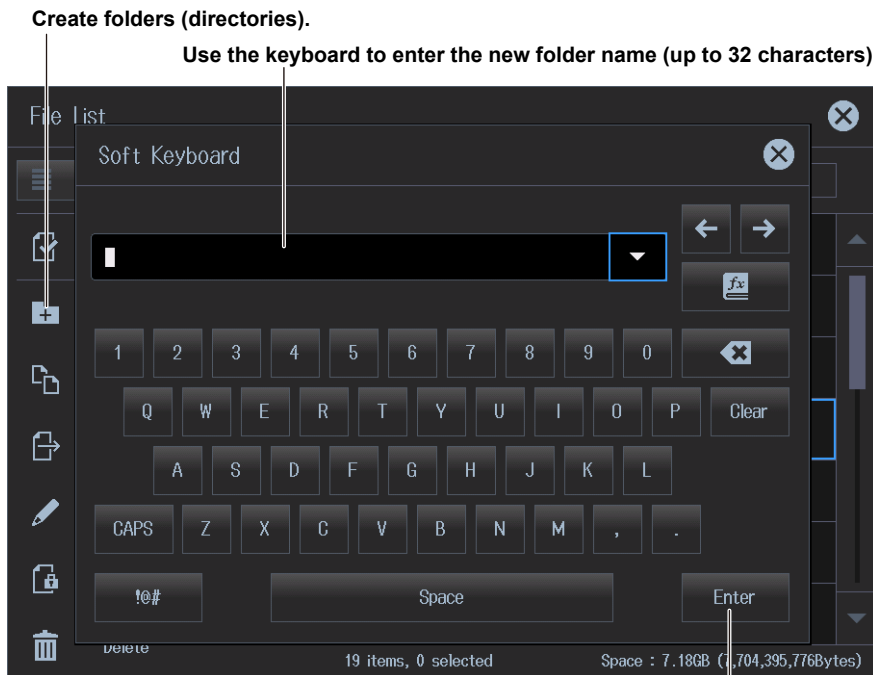 Create folders (directories).
Use the keyboard to enter the new folder name (up to 32 characters)
File List
Soft Keyboard
fx
1 2 3 4 5 6 7 8 9 0
Q W E R T Y U I O P Clear
A S D F G H J K L
CAPS Z X C V B N M , .
!@# Space Enter
Delete
19 items, 0 selected Space : 7.18GB (7,704,395,776Bytes)